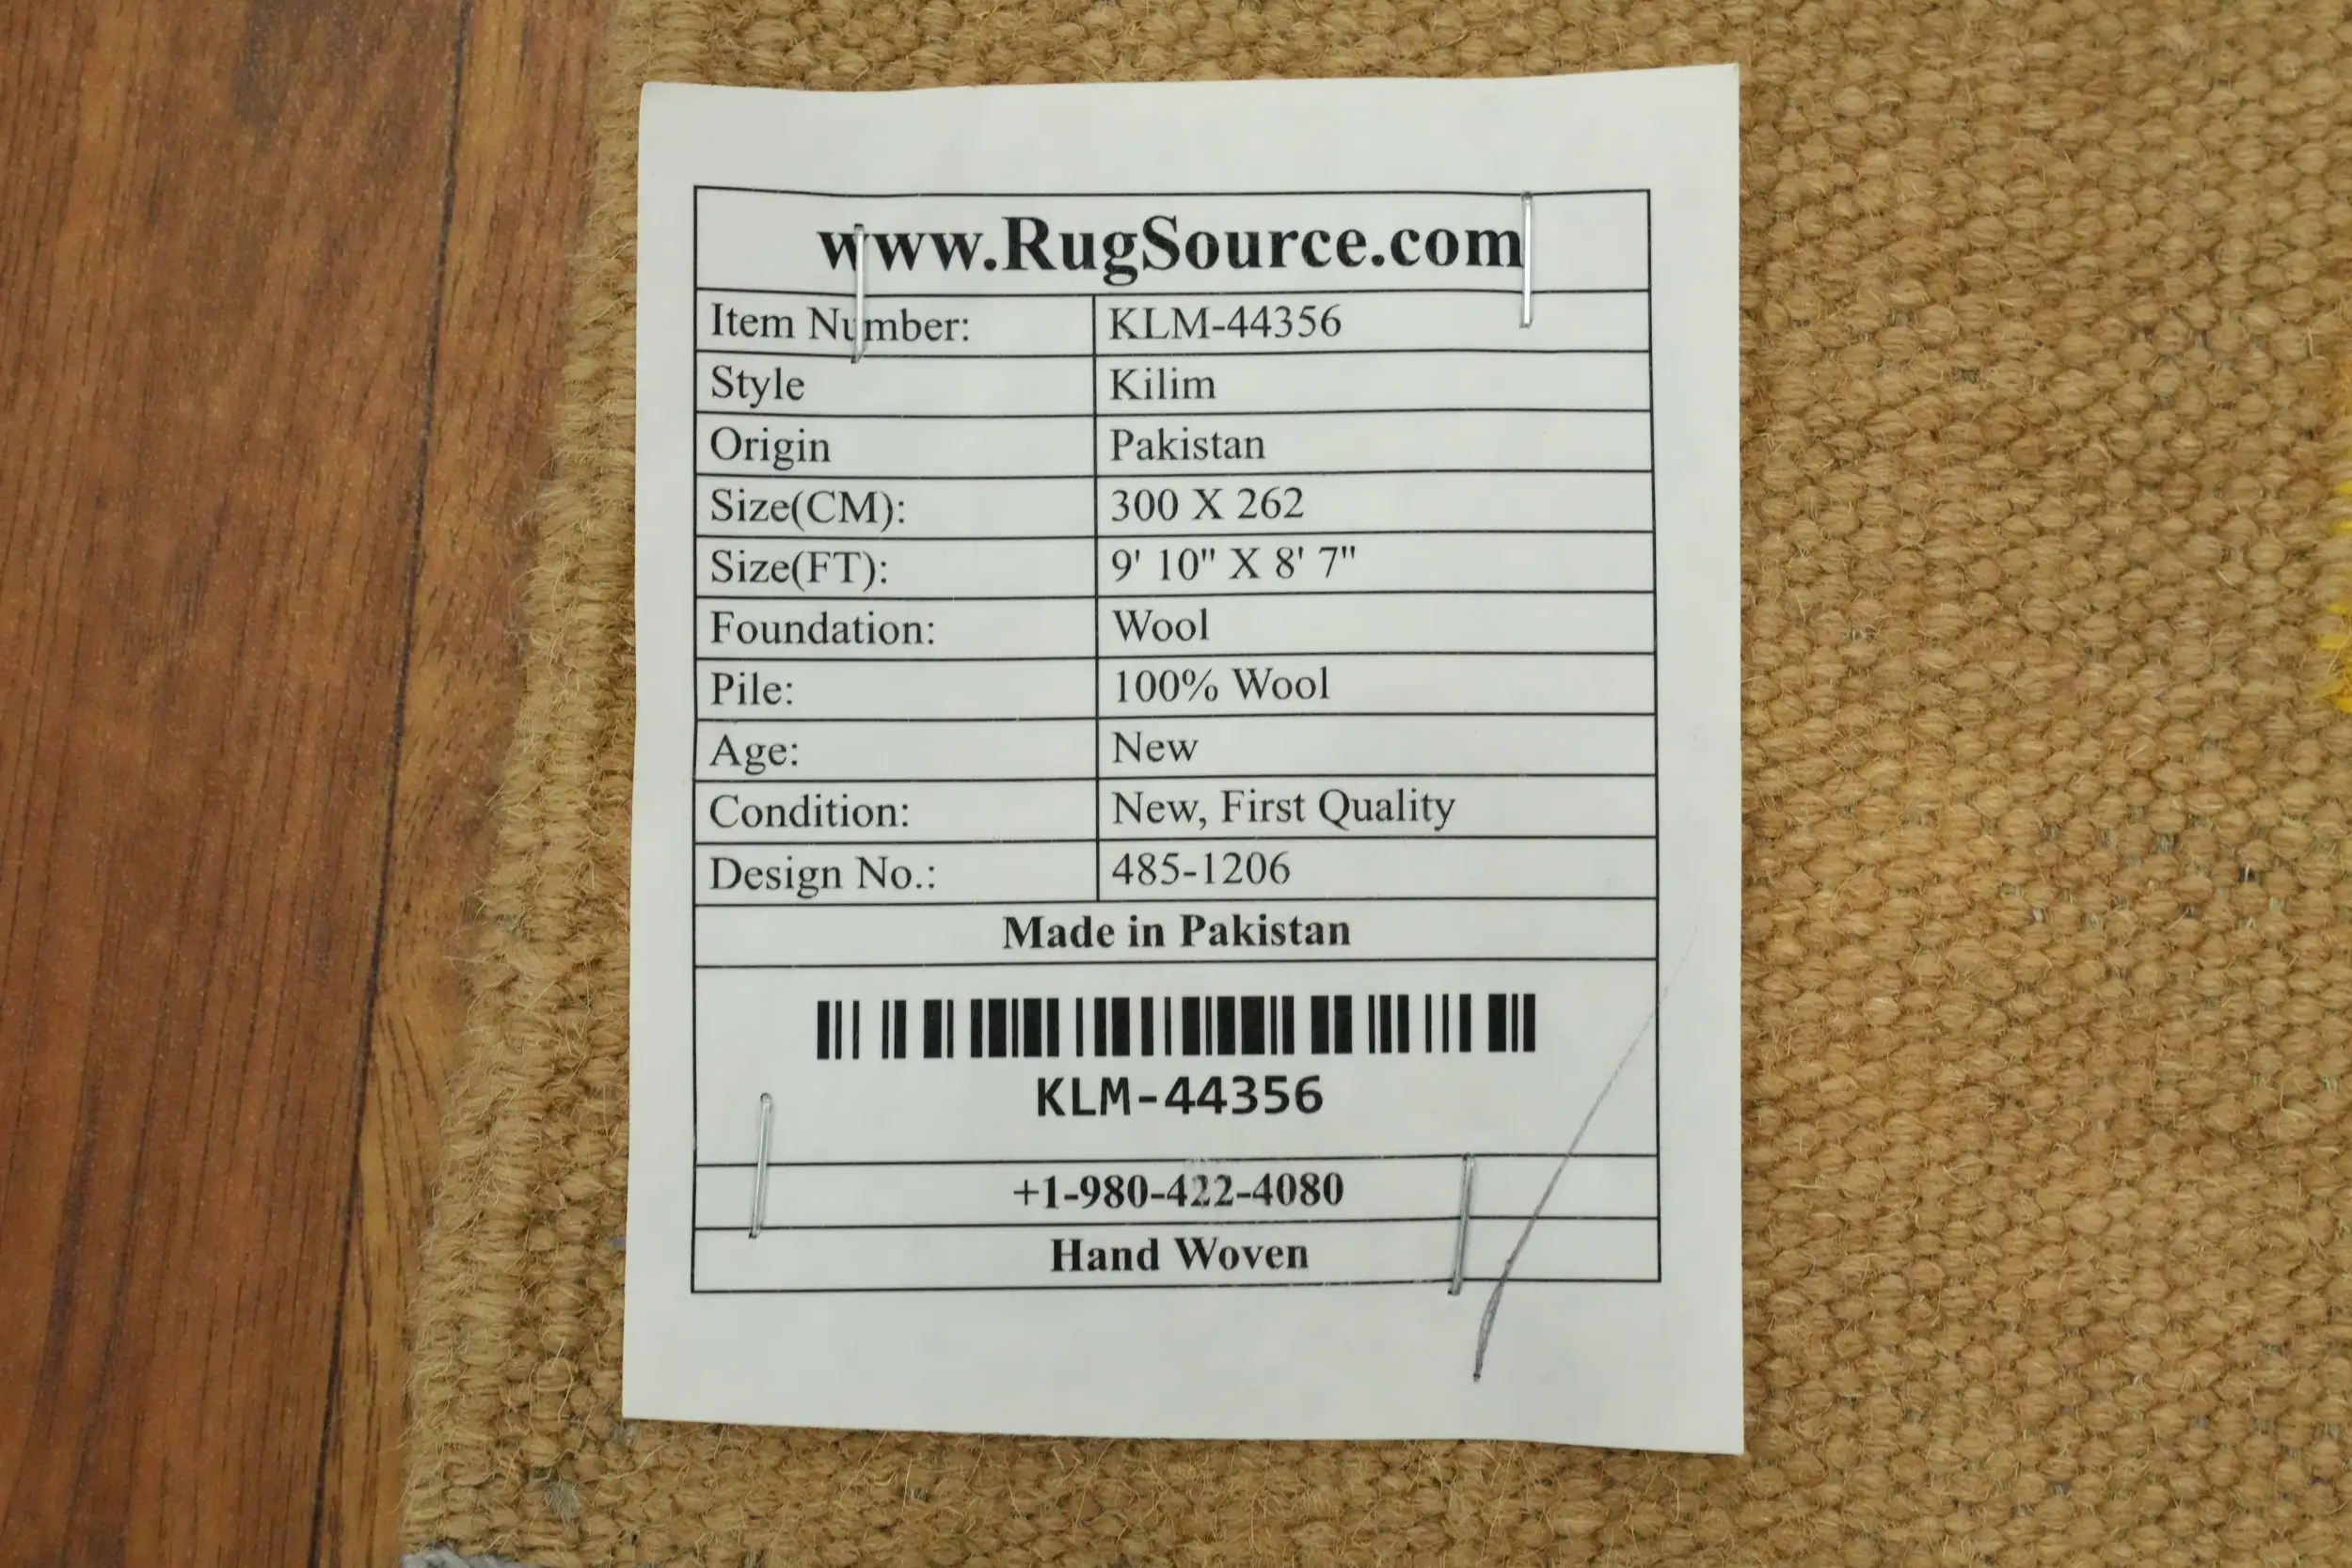 www.RugSource.com
Item Number: KLM-44356
Style Kilim
Origin Pakistan
Size(CM): 300 X 262
Size(FT): 9' 10" X 8' 7"
Foundation: Wool
Pile: 100% Wool
Age: New
Condition: New, First Quality
Design No.: 485-1206
Made in Pakistan
KLM-44356
+1-980-422-4080
Hand Woven